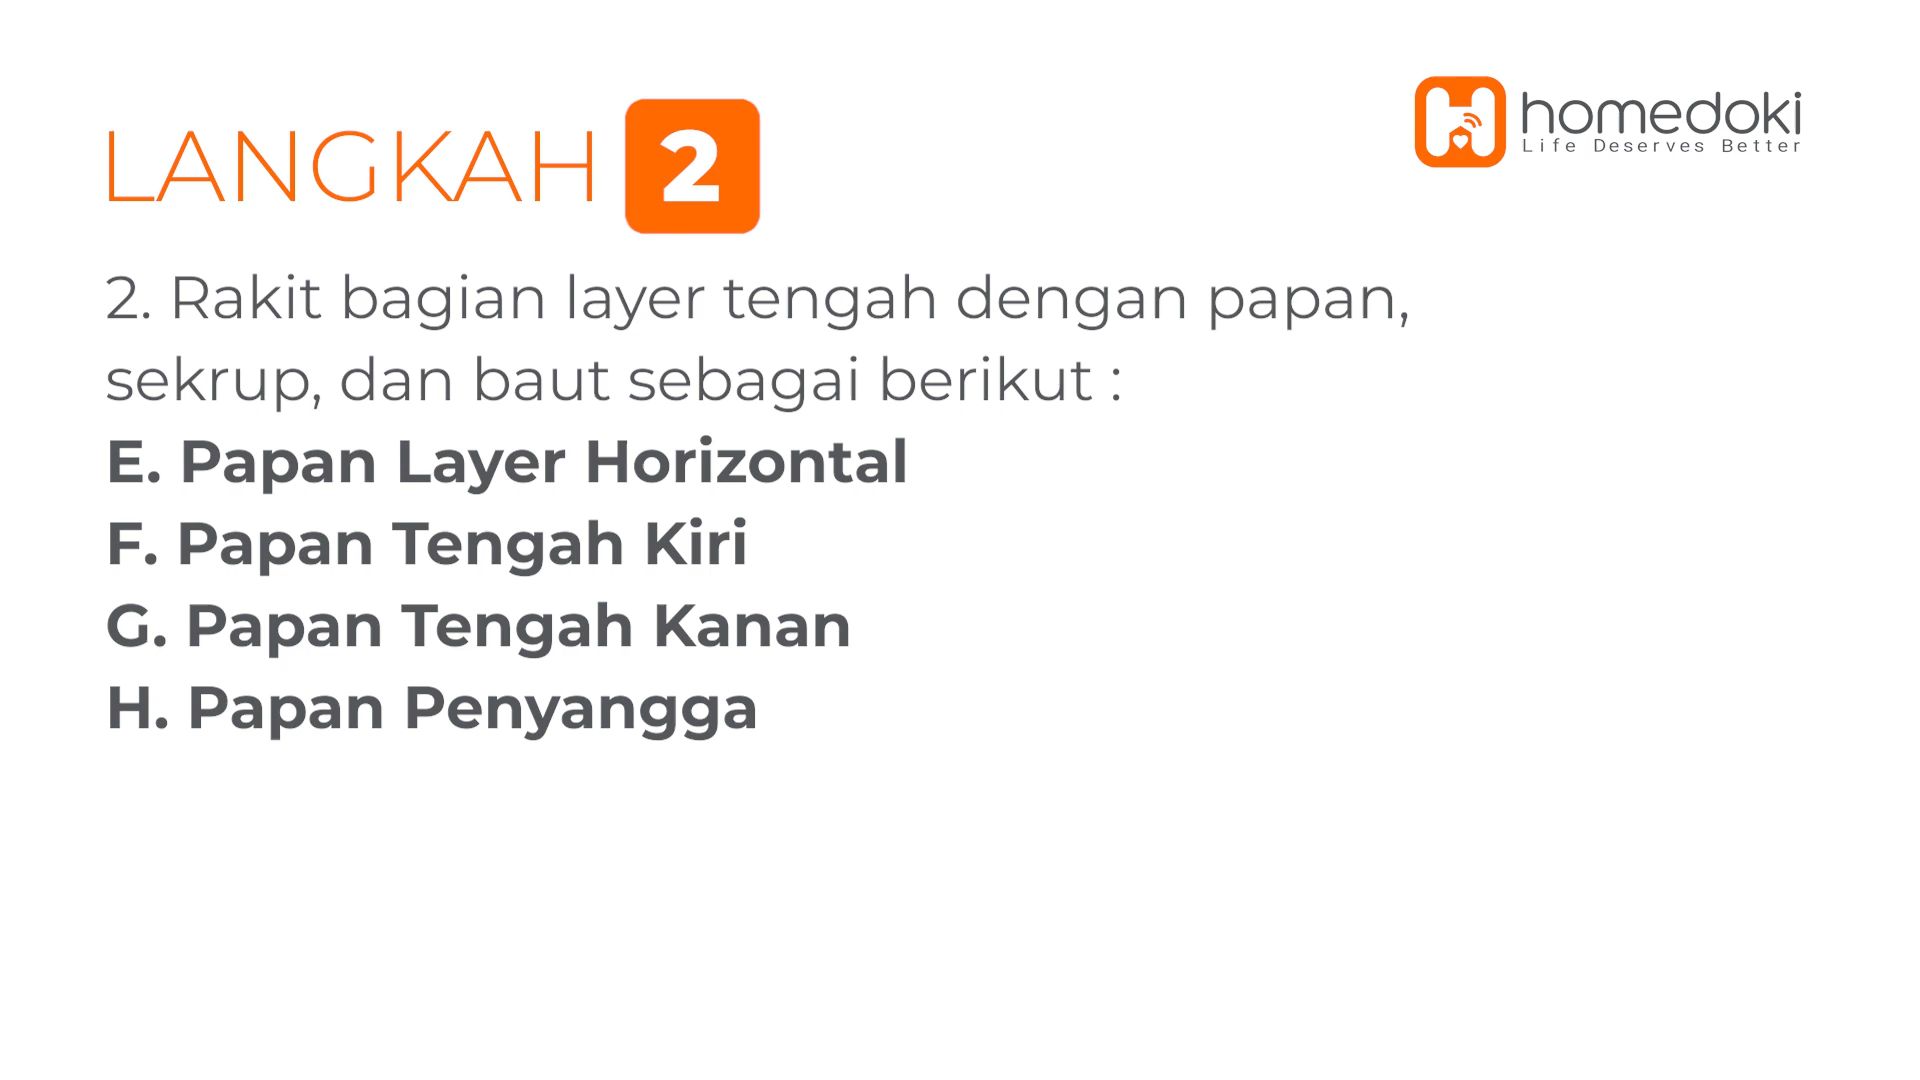 LANGKAH 2
homedoki
Life Deserves Better
2. Rakit bagian layer tengah dengan papan,
sekrup, dan baut sebagai berikut :
E. Papan Layer Horizontal
F. Papan Tengah Kiri
G. Papan Tengah Kanan
H. Papan Penyangga